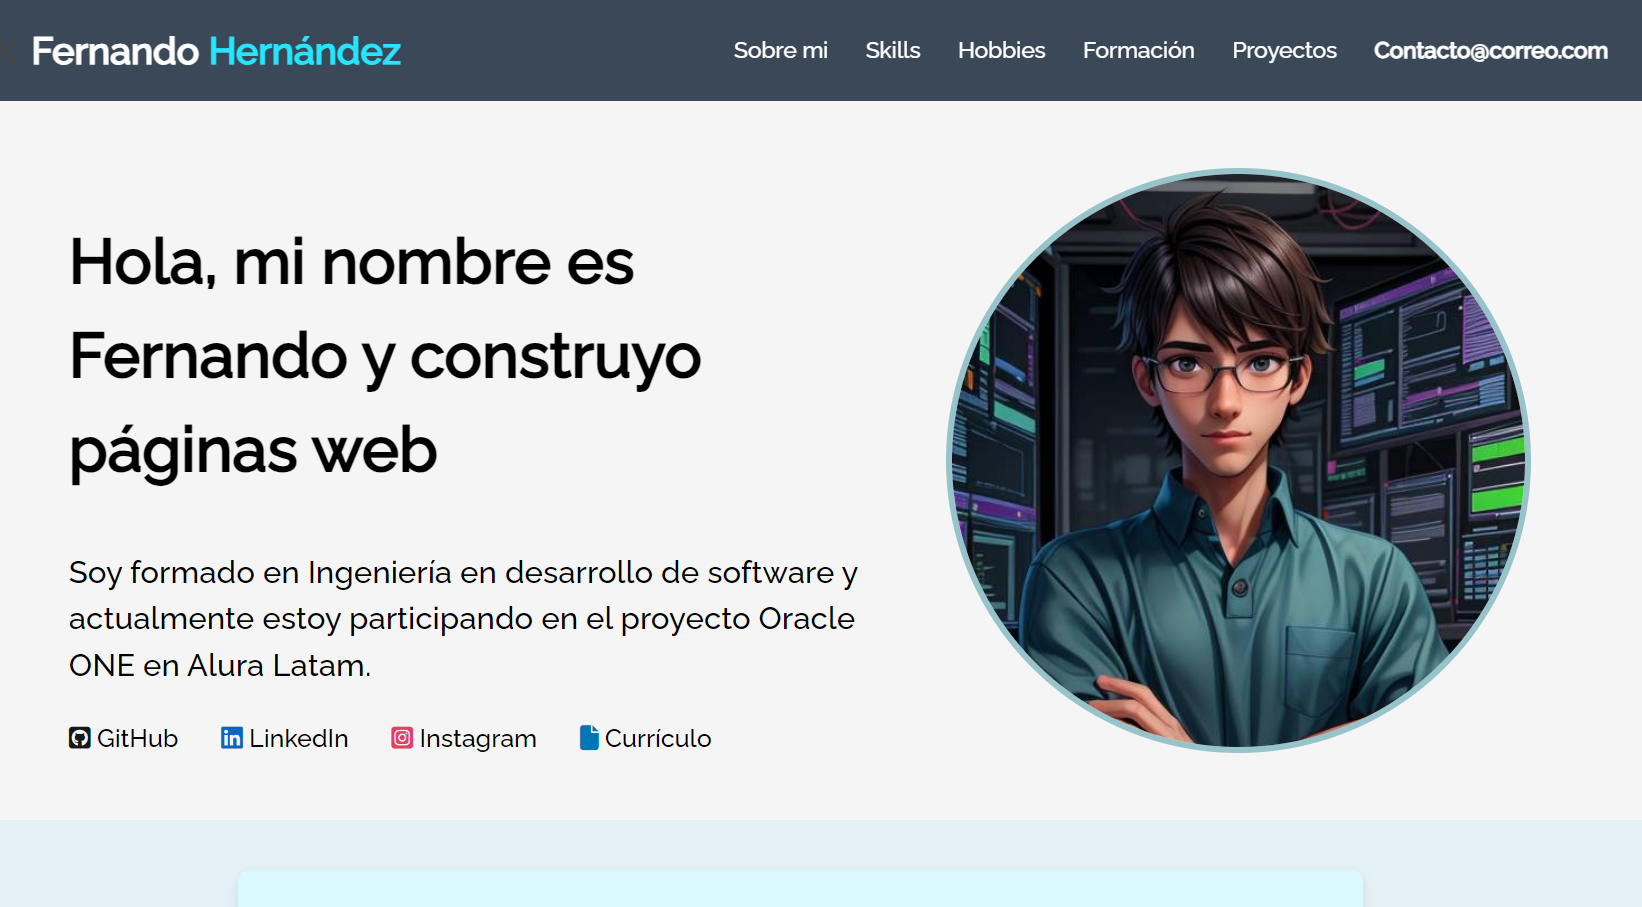 Fernando Hernández
Sobre mi Skills Hobbies Formación Proyectos Contacto@correo.com
Hola, mi nombre es
Fernando y construyo
páginas web
Soy formado en Ingeniería en desarrollo de software y
actualmente estoy participando en el proyecto Oracle
ONE en Alura Latam.
GitHub LinkedIn Instagram Currículo